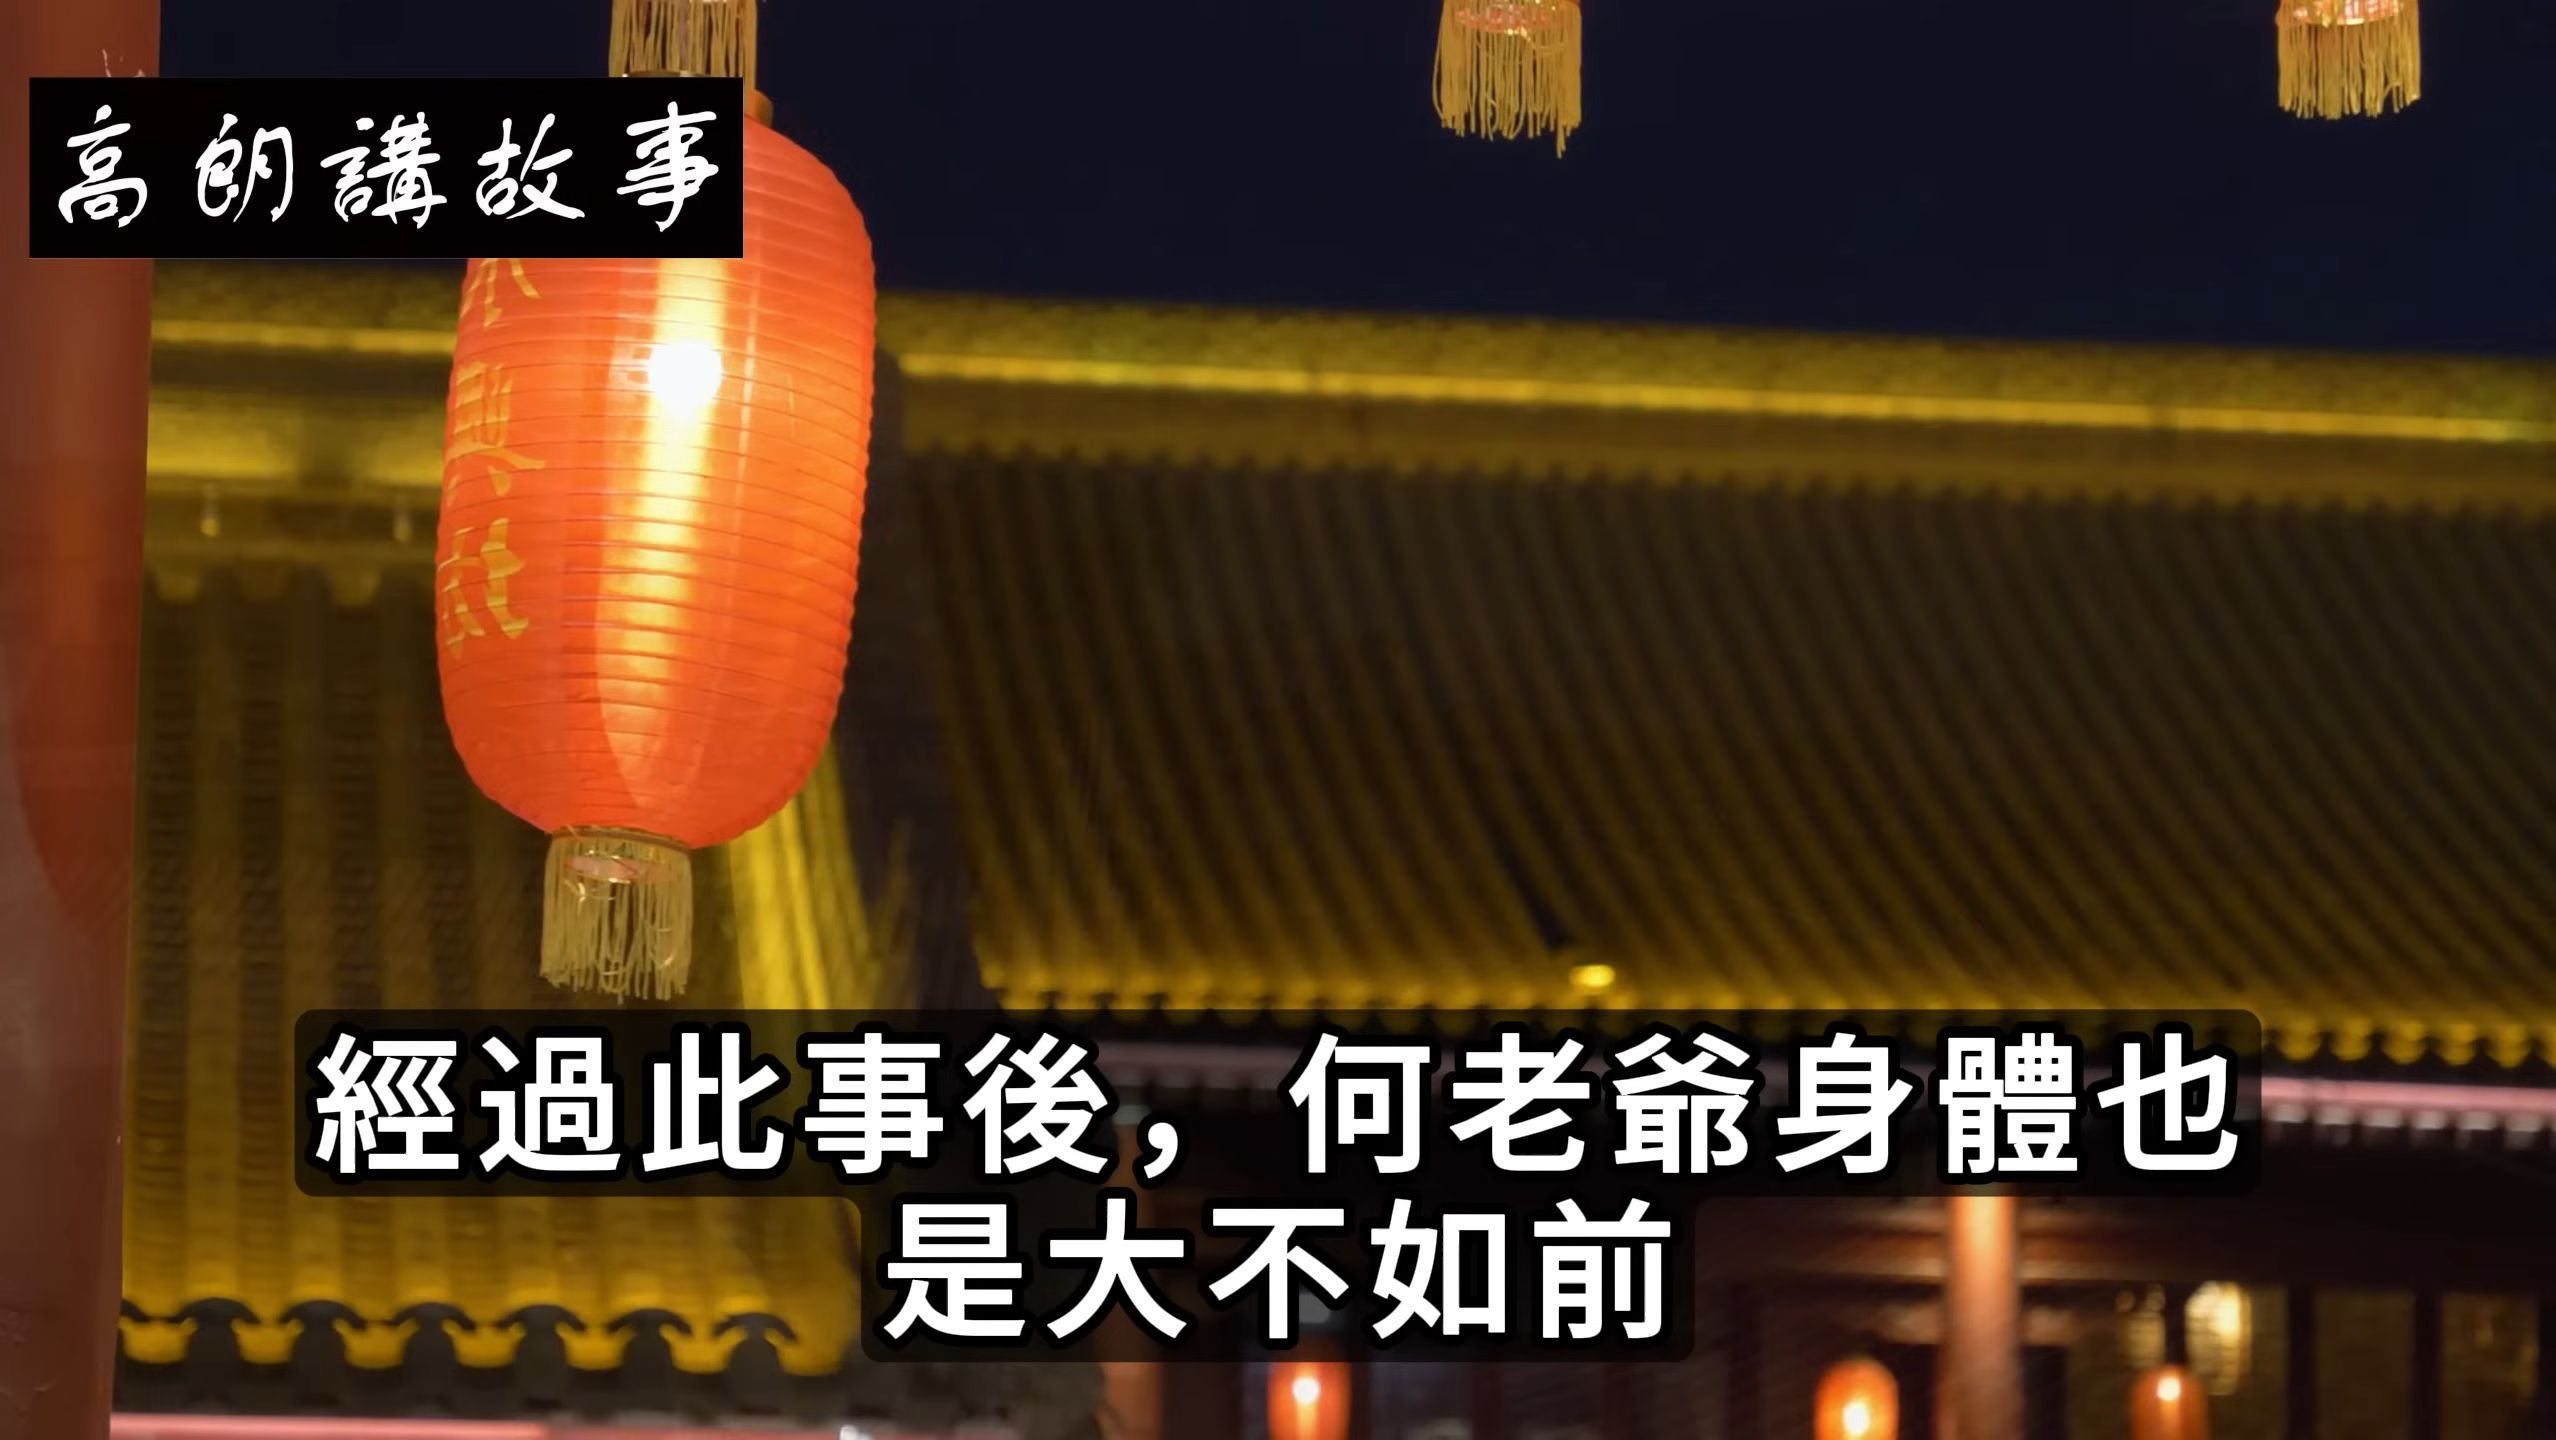 高朗講故事
經過此事後，何老爺身體也
是大不如前